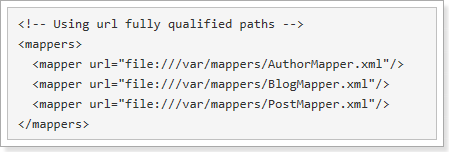 <!-- Using url fully qualified paths -->
<mappers>
  <mapper url="file:///var/mappers/AuthorMapper.xml"/>
  <mapper url="file:///var/mappers/BlogMapper.xml"/>
  <mapper url="file:///var/mappers/PostMapper.xml"/>
</mappers>